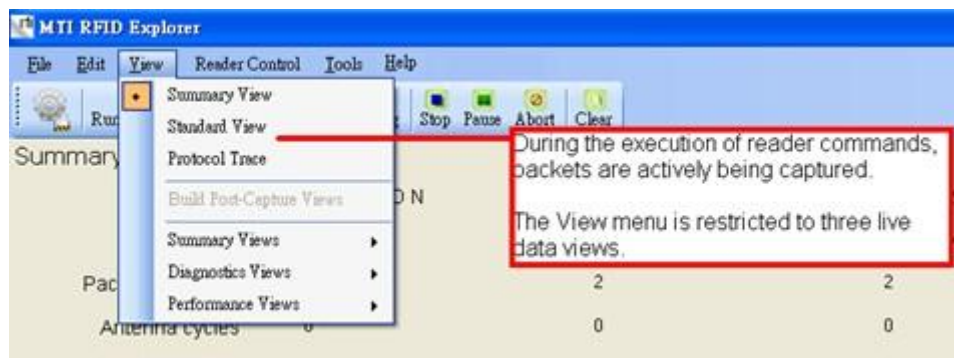 MTI RFID Explorer
File Edit View Reader Control Tools Help
Summary View
Standard View
Protocol Trace
Build Post-Capture Views
Summary Views
Diagnostics Views
Performance Views
Stop Pause Abort Clear
Summary
During the execution of reader commands,
packets are actively being captured.
The View menu is restricted to three live
data views.
O N
2 2
Antenna cycles 0 0 0